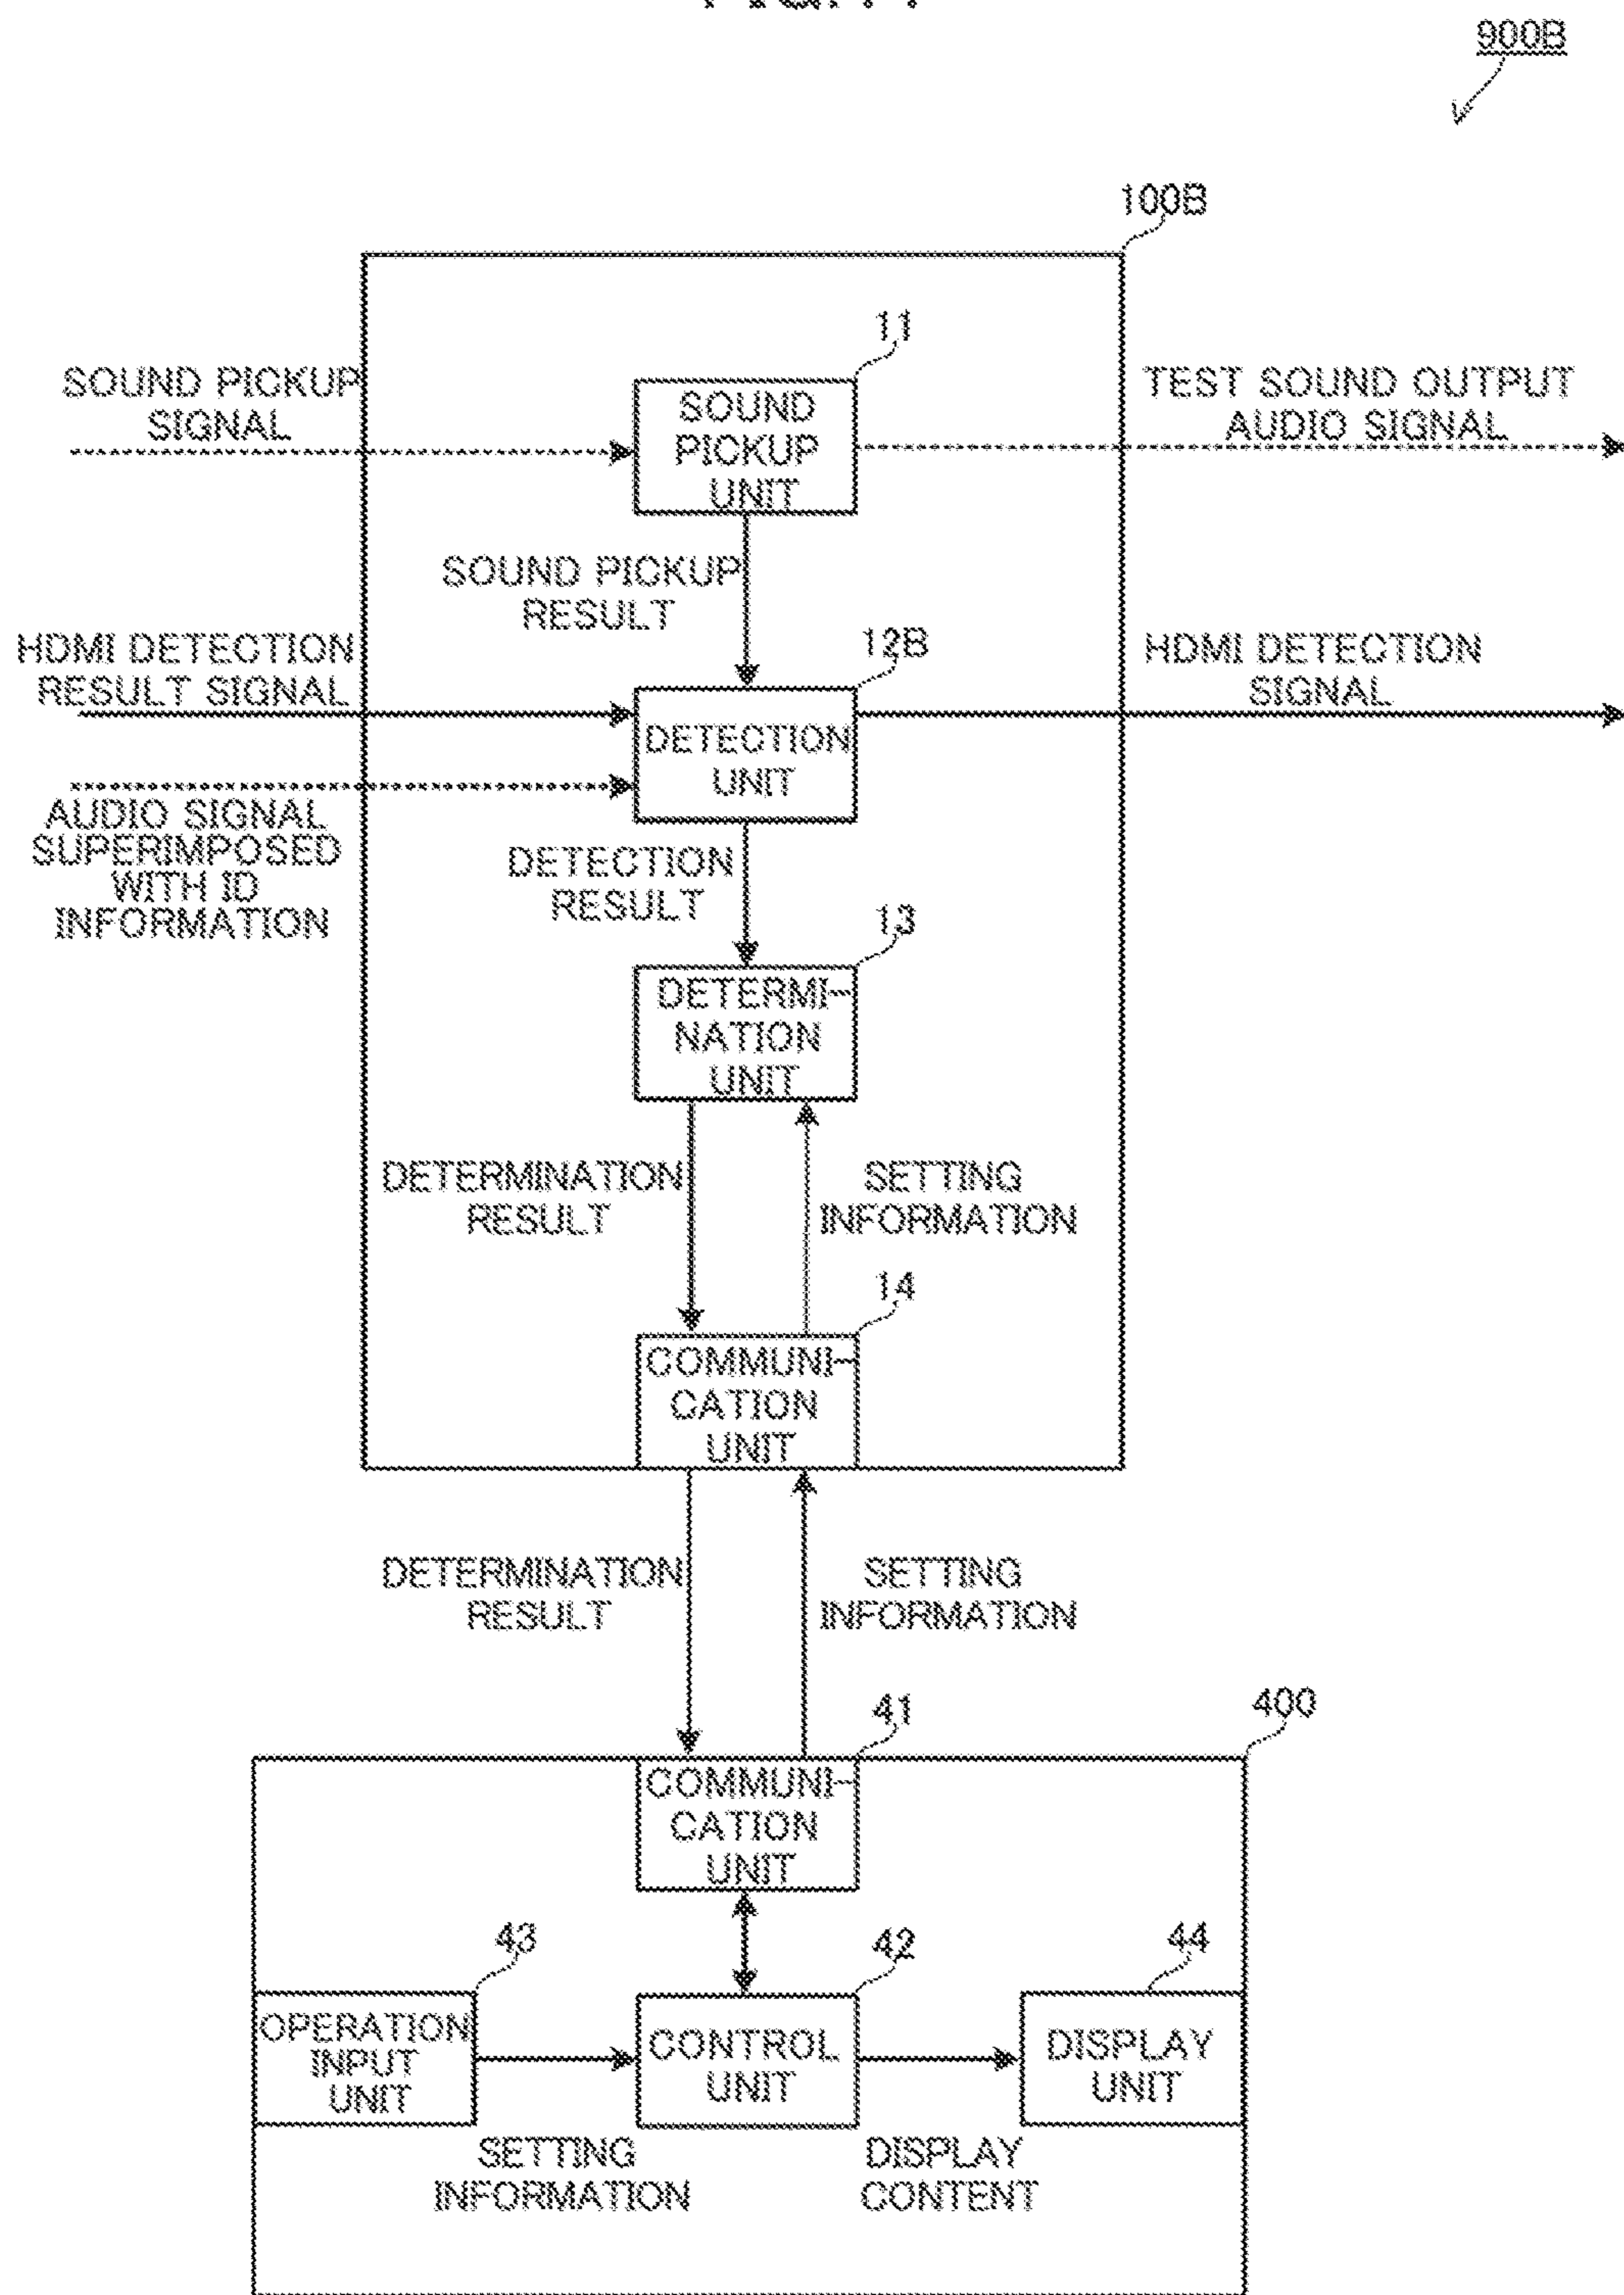 900B
100B
11
SOUND PICKUP
SIGNAL
SOUND
PICKUP
UNIT
TEST SOUND OUTPUT
AUDIO SIGNAL
SOUND PICKUP
RESULT
HDMI DETECTION
RESULT SIGNAL
12B
HDMI DETECTION
SIGNAL
DETECTION
UNIT
AUDIO SIGNAL
SUPERIMPOSED
WITH ID
INFORMATION
DETECTION
RESULT
13
DETERMI-
NATION
UNIT
DETERMINATION
RESULT
SETTING
INFORMATION
14
COMMUNI-
CATION
UNIT
DETERMINATION
RESULT
SETTING
INFORMATION
400
41
COMMUNI-
CATION
UNIT
43
42
44
OPERATION
INPUT
UNIT
CONTROL
UNIT
DISPLAY
UNIT
SETTING
INFORMATION
DISPLAY
CONTENT